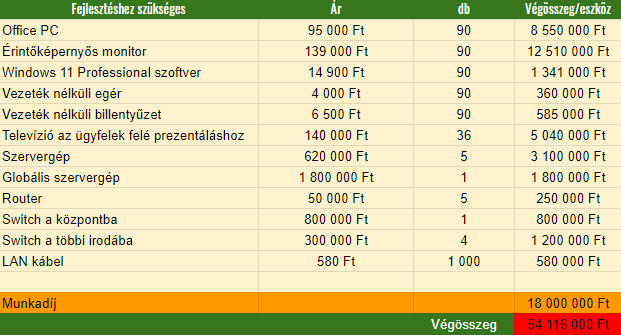 Fejlesztéshez szükséges Ár db Végösszeg/eszköz
Office PC 95 000 Ft 90 8 550 000 Ft
Érintőképernyős monitor 139 000 Ft 90 12 510 000 Ft
Windows 11 Professional szoftver 14 900 Ft 90 1 341 000 Ft
Vezeték nélküli egér 4 000 Ft 90 360 000 Ft
Vezeték nélküli billentyűzet 6 500 Ft 90 585 000 Ft
Televízió az ügyfelek felé prezentáláshoz 140 000 Ft 36 5 040 000 Ft
Szervergép 620 000 Ft 5 3 100 000 Ft
Globális szervergép 1 800 000 Ft 1 1 800 000 Ft
Router 50 000 Ft 5 250 000 Ft
Switch a központba 800 000 Ft 1 800 000 Ft
Switch a többi irodába 300 000 Ft 4 1 200 000 Ft
LAN kábel 580 Ft 1 000 580 000 Ft
Munkadíj 18 000 000 Ft
Végösszeg 54 116 000 Ft